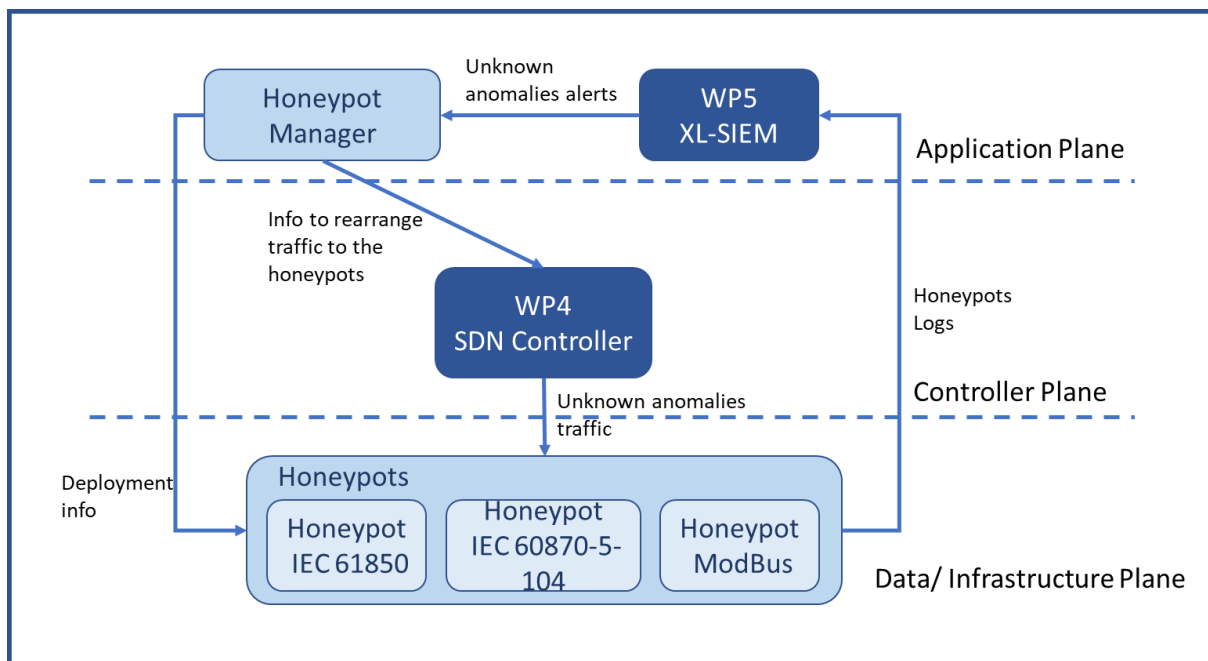 Unknown
anomalies alerts
Honeypot
Manager
WP5
XL-SIEM
Application Plane
Info to rearrange
traffic to the
honeypots
WP4
SDN Controller
Honeypots
Logs
Controller Plane
Unknown anomalies
traffic
Deployment
info
Honeypots
Honeypot
IEC 61850
Honeypot
IEC 60870-5-
104
Honeypot
ModBus
Data/ Infrastructure Plane